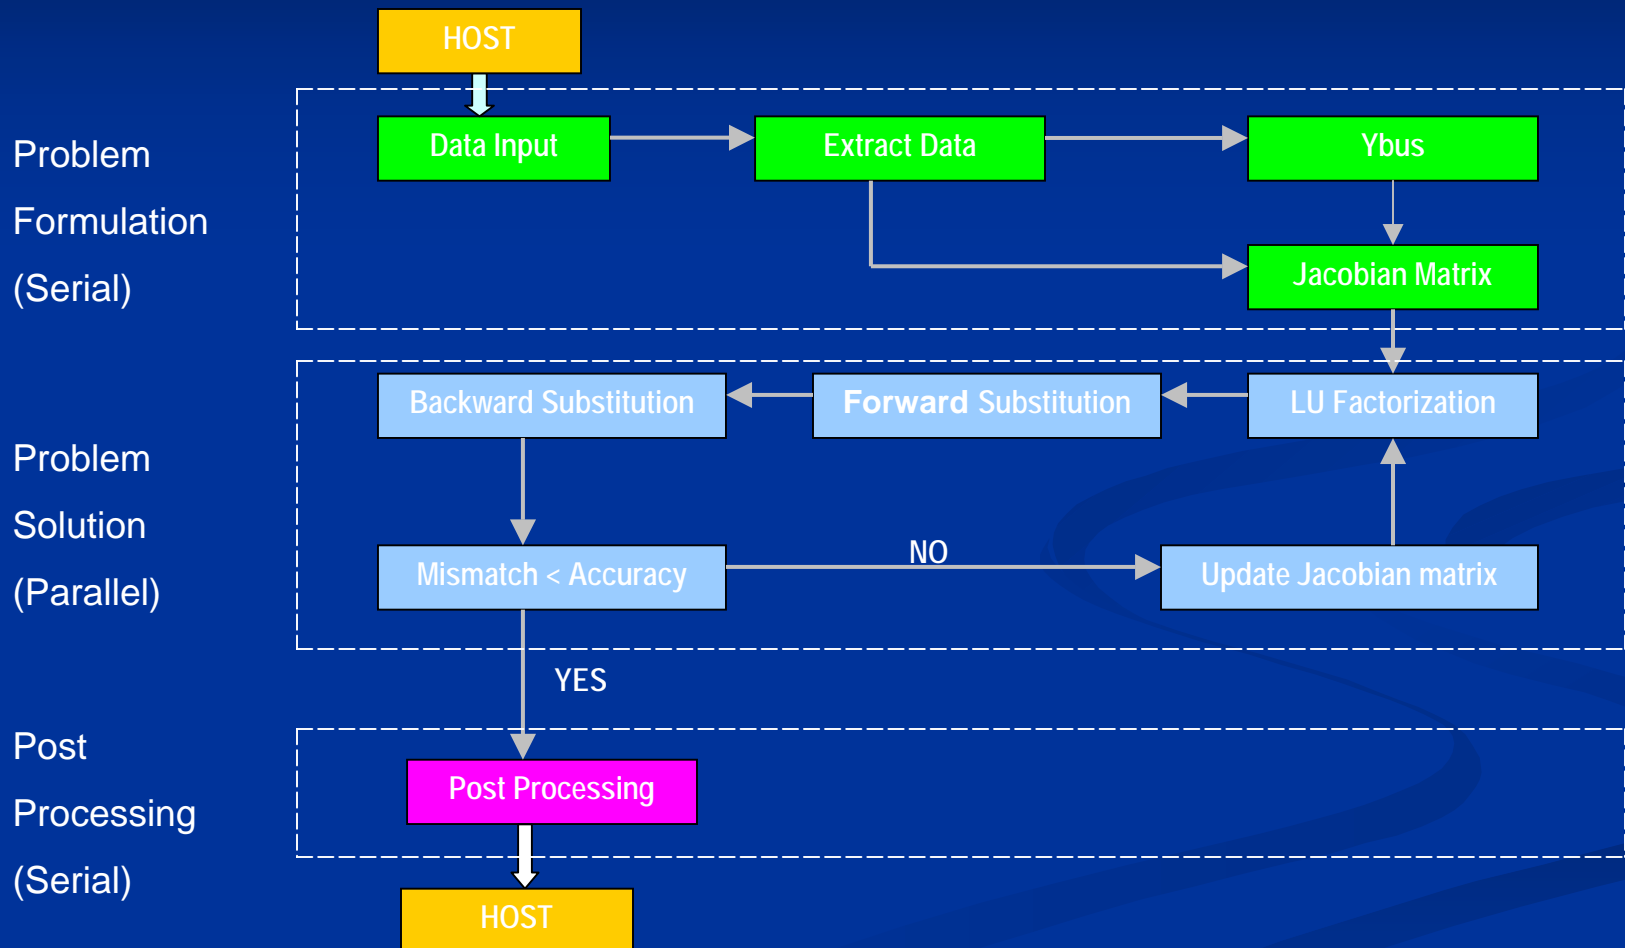 HOST
Problem
Formulation
(Serial)
Data Input
Extract Data
Ybus
Jacobian Matrix
Problem
Solution
(Parallel)
Backward Substitution
Forward Substitution
LU Factorization
Mismatch < Accuracy
NO
Update Jacobian matrix
YES
Post
Processing
(Serial)
Post Processing
HOST